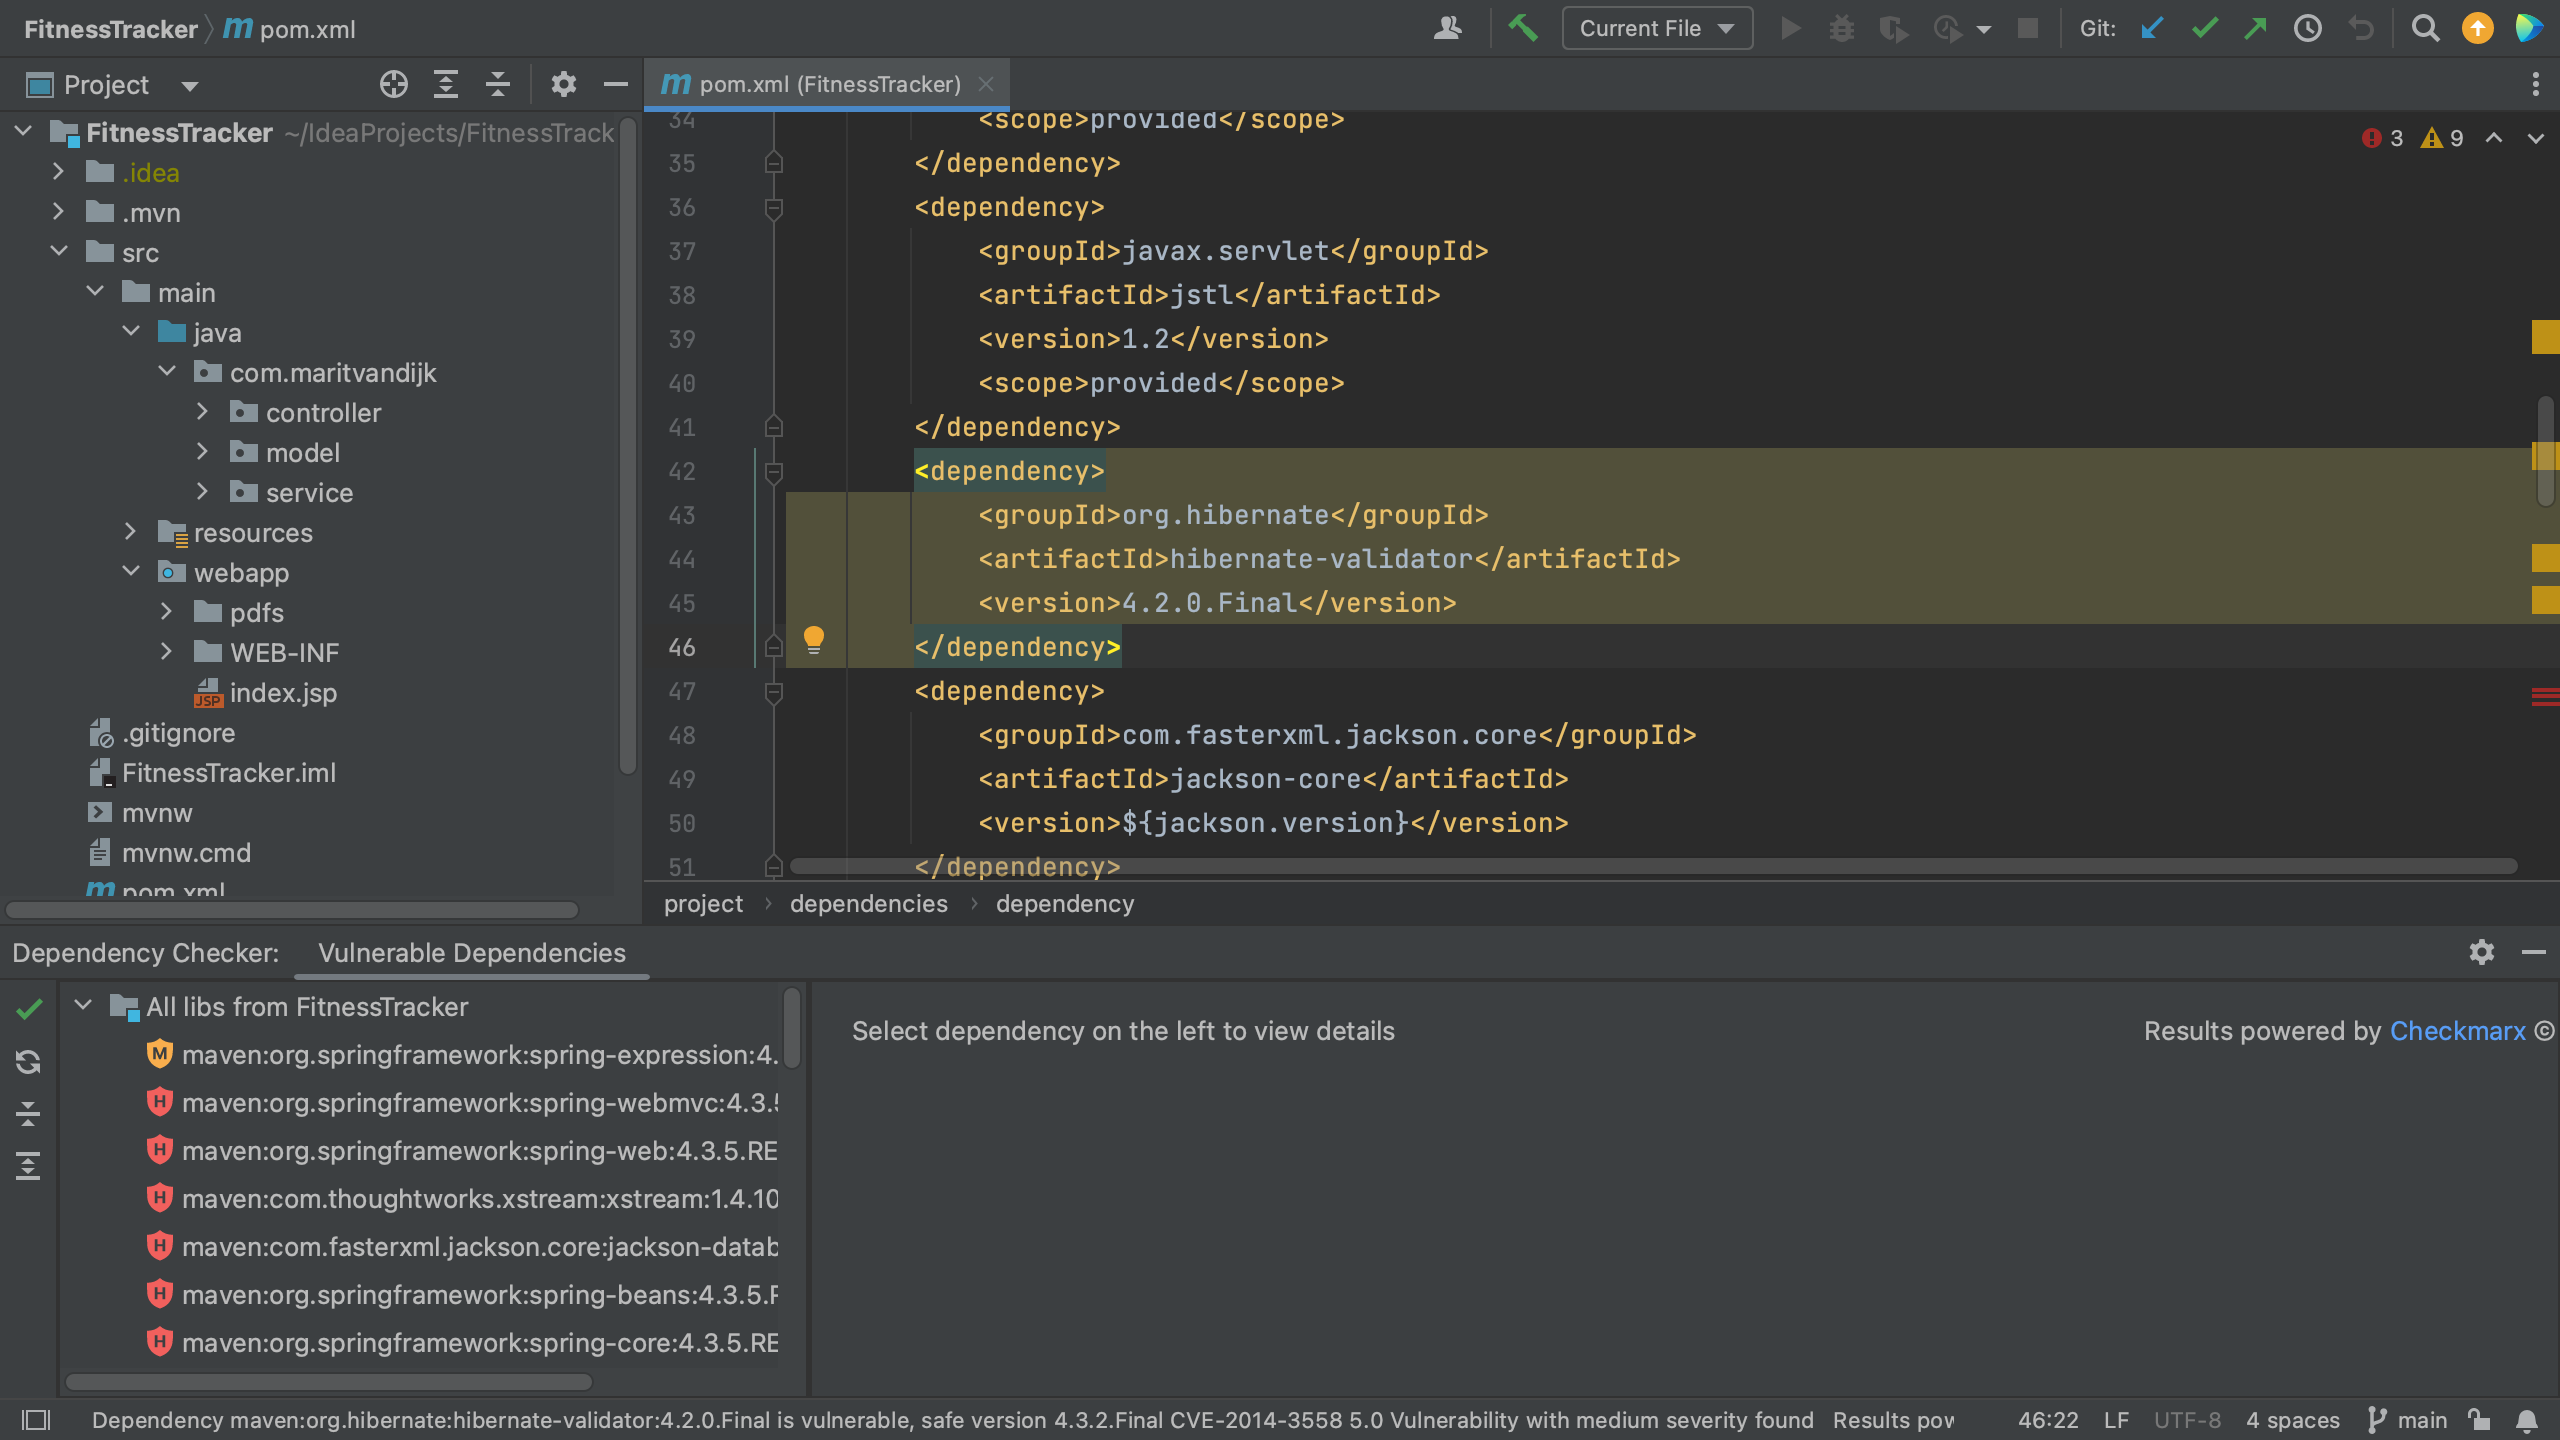 FitnessTracker pom.xml
Current File
Git:
Project
pom.xml (FitnessTracker)
FitnessTracker ~/IdeaProjects/FitnessTrack
.idea
.mvn
src
main
java
com.maritvandijk
controller
model
service
resources
webapp
pdfs
WEB-INF
JSP index.jsp
.gitignore
FitnessTracker.iml
mvnw
mvnw.cmd
pom.xml
3 9
34 <scope>provided</scope>
35 </dependency>
36 <dependency>
37 <groupId>javax.servlet</groupId>
38 <artifactId>jstl</artifactId>
39 <version>1.2</version>
40 <scope>provided</scope>
41 </dependency>
42 <dependency>
43 <groupId>org.hibernate</groupId>
44 <artifactId>hibernate-validator</artifactId>
45 <version>4.2.0.Final</version>
46 </dependency>
47 <dependency>
48 <groupId>com.fasterxml.jackson.core</groupId>
49 <artifactId>jackson-core</artifactId>
50 <version>${jackson.version}</version>
51 </dependency>
project › dependencies › dependency
Dependency Checker: Vulnerable Dependencies
All libs from FitnessTracker
M maven:org.springframework:spring-expression:4.
H maven:org.springframework:spring-webmvc:4.3.5
H maven:org.springframework:spring-web:4.3.5.RE
H maven:com.thoughtworks.xstream:xstream:1.4.10
H maven:com.fasterxml.jackson.core:jackson-datab
H maven:org.springframework:spring-beans:4.3.5.R
H maven:org.springframework:spring-core:4.3.5.RE
Select dependency on the left to view details
Results powered by Checkmarx ©
Dependency maven:org.hibernate:hibernate-validator:4.2.0.Final is vulnerable, safe version 4.3.2.Final CVE-2014-3558 5.0 Vulnerability with medium severity found Results pow
46:22 LF UTF-8 4 spaces main